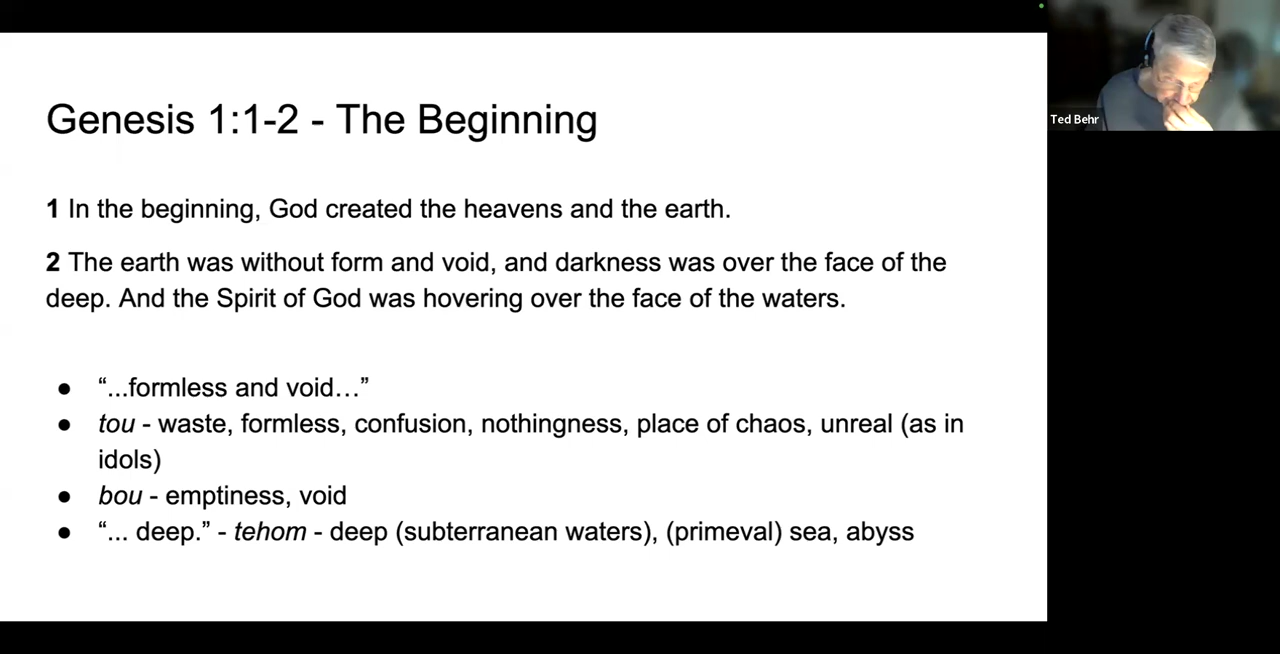 Genesis 1:1-2 - The Beginning
1 In the beginning, God created the heavens and the earth.
2 The earth was without form and void, and darkness was over the face of the
deep. And the Spirit of God was hovering over the face of the waters.
● “...formless and void…”
● tou - waste, formless, confusion, nothingness, place of chaos, unreal (as in
idols)
● bou - emptiness, void
● “... deep.” - tehom - deep (subterranean waters), (primeval) sea, abyss
Ted Behr